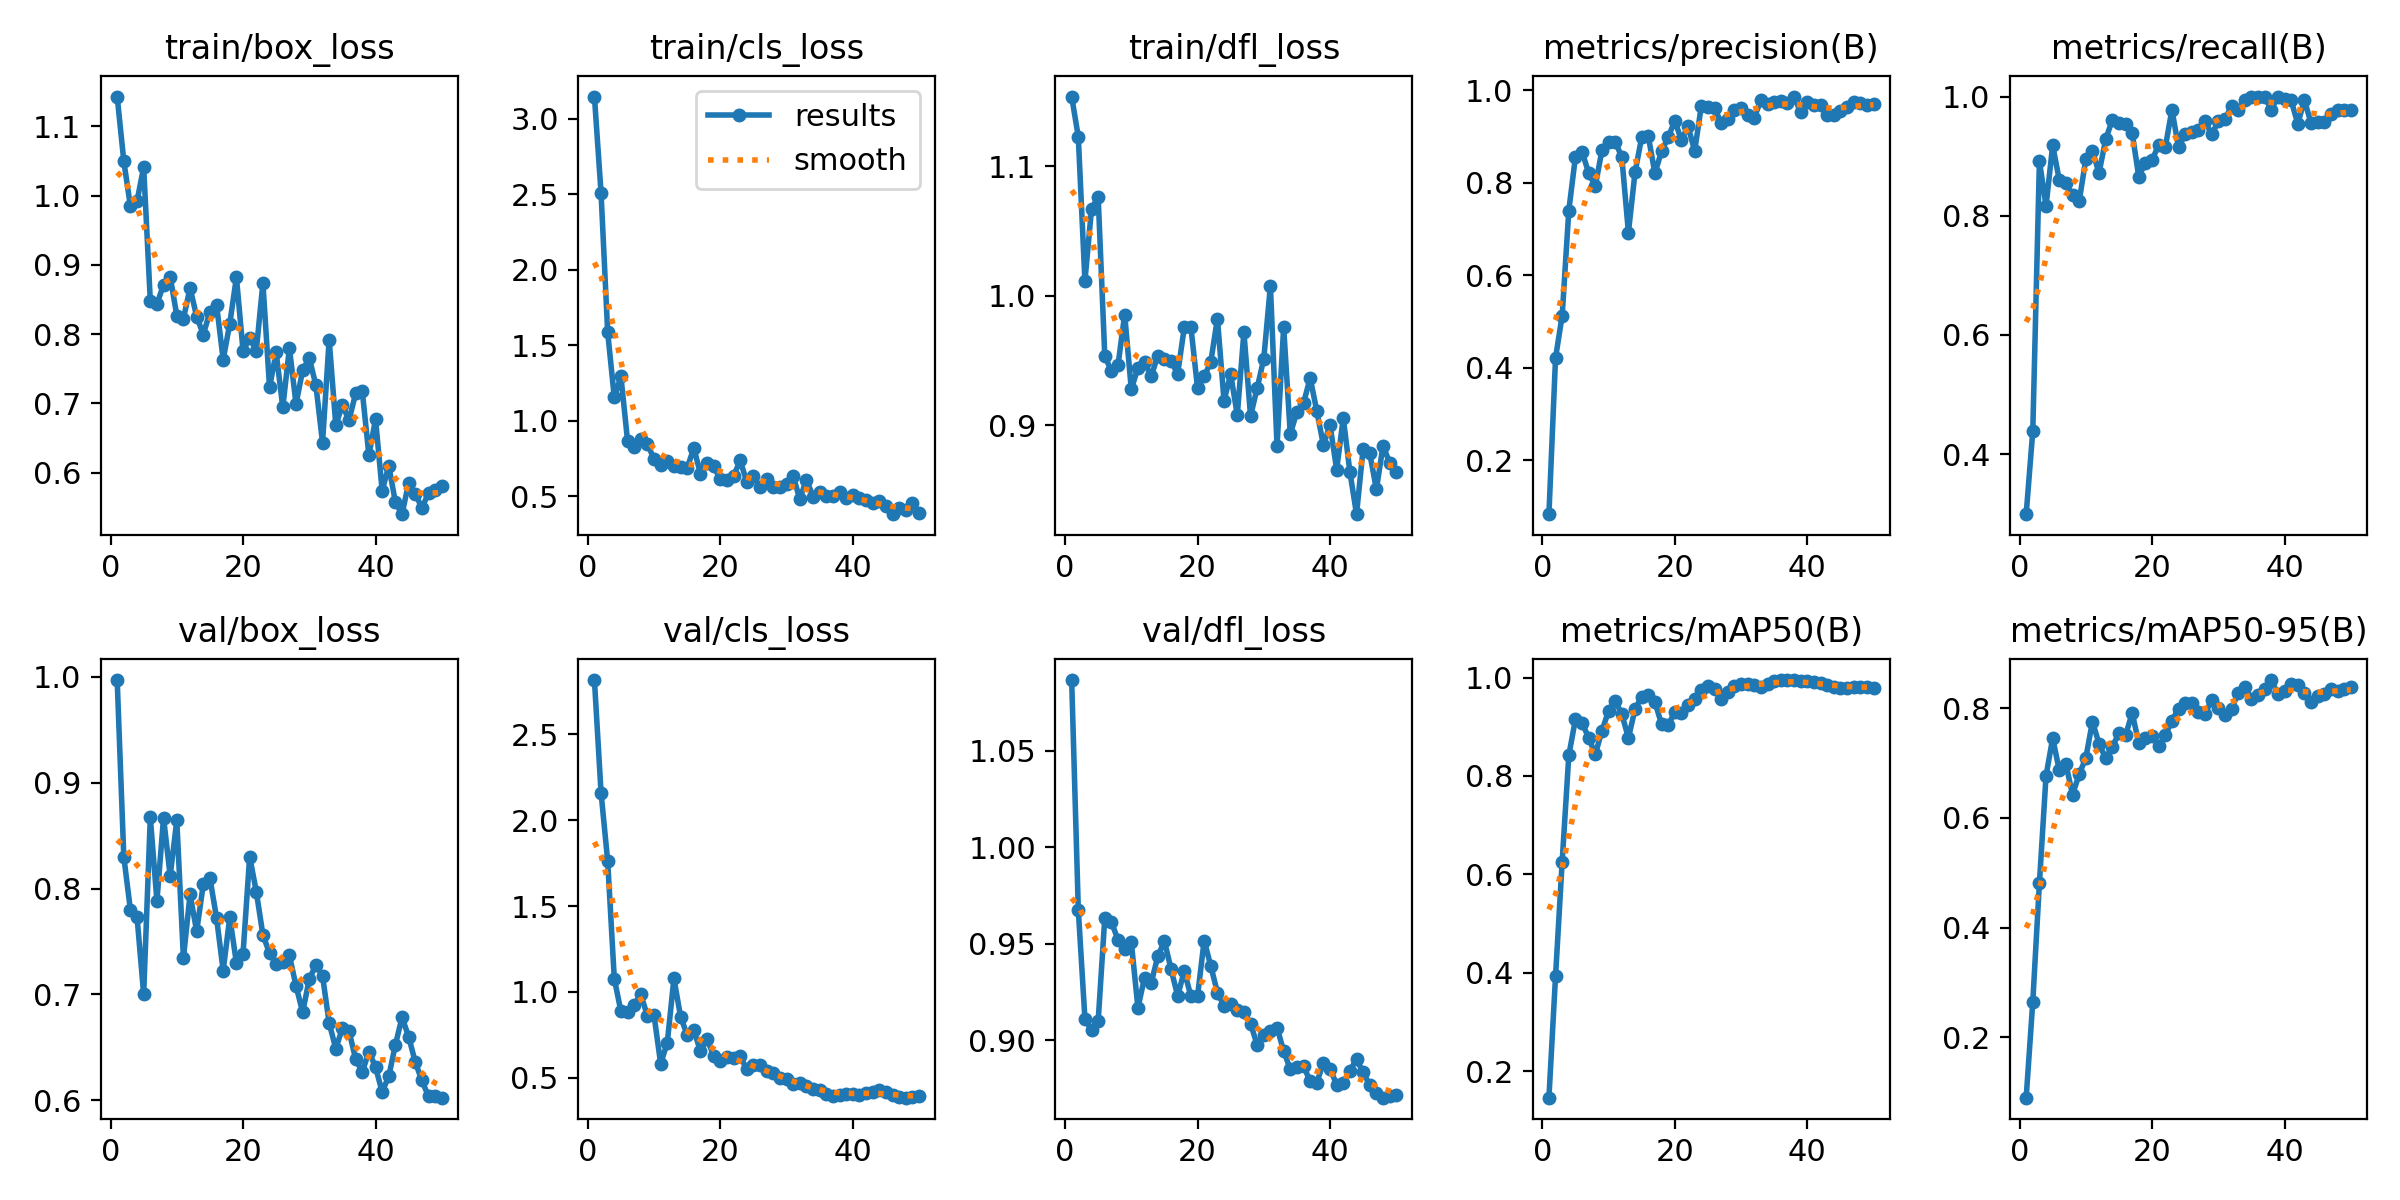 train/box_loss
1.1
1.0
0.9
0.8
0.7
0.6
0 20 40
train/cls_loss
results
smooth
3.0
2.5
2.0
1.5
1.0
0.5
0 20 40
train/dfl_loss
1.1
1.0
0.9
0 20 40
metrics/precision(B)
1.0
0.8
0.6
0.4
0.2
0 20 40
metrics/recall(B)
1.0
0.8
0.6
0.4
0 20 40
val/box_loss
1.0
0.9
0.8
0.7
0.6
0 20 40
val/cls_loss
2.5
2.0
1.5
1.0
0.5
0 20 40
val/dfl_loss
1.05
1.00
0.95
0.90
0 20 40
metrics/mAP50(B)
1.0
0.8
0.6
0.4
0.2
0 20 40
metrics/mAP50-95(B)
0.8
0.6
0.4
0.2
0 20 40